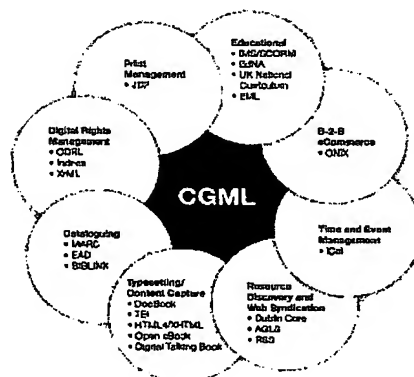 Educational
• IMS/SCORM
• EdNA
• UK National
Curriculum
• EML
B-2-B
eCommerce
• ONIX
Time and Event
Management
• iCal
Resource
Discovery and
Web Syndication
• Dublin Core
• AGLS
• RSS
Typesetting/
Content Capture
• DocBook
• TEI
• HTML4/XHTML
• Open eBook
• Digital Talking Book
Cataloguing
• MARC
• EAD
• BIBLINK
Digital Rights
Management
• ODRL
• Indecs
• XrML
Print
Management
• JDF
CGML